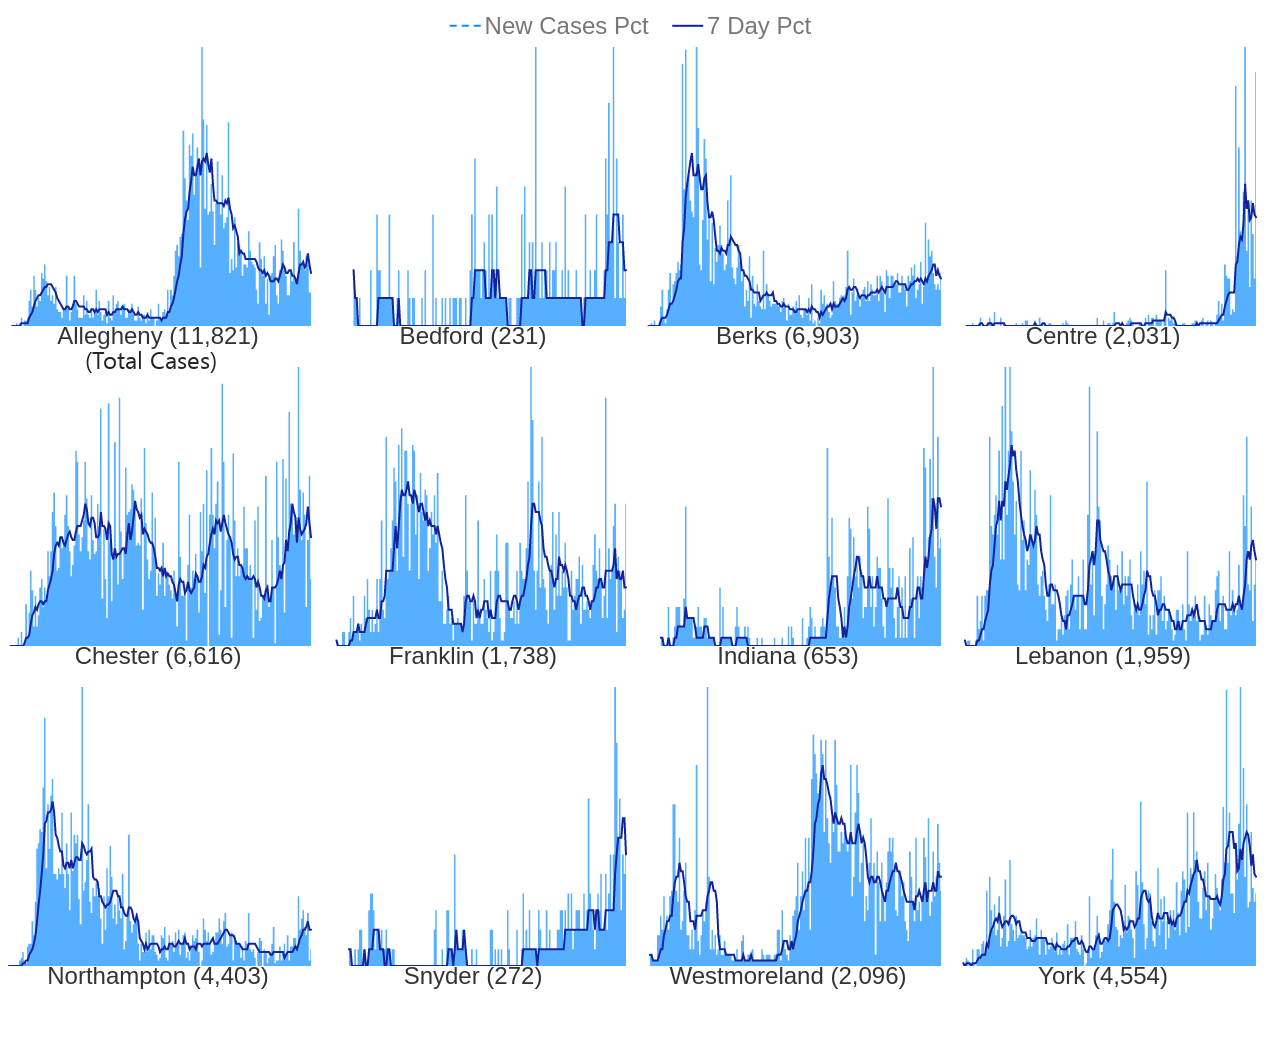 New Cases Pct 7 Day Pct
Allegheny (11,821) Bedford (231) Berks (6,903) Centre (2,031)
(Total Cases)
Chester (6,616) Franklin (1,738) Indiana (653) Lebanon (1,959)
Northampton (4,403) Snyder (272) Westmoreland (2,096) York (4,554)